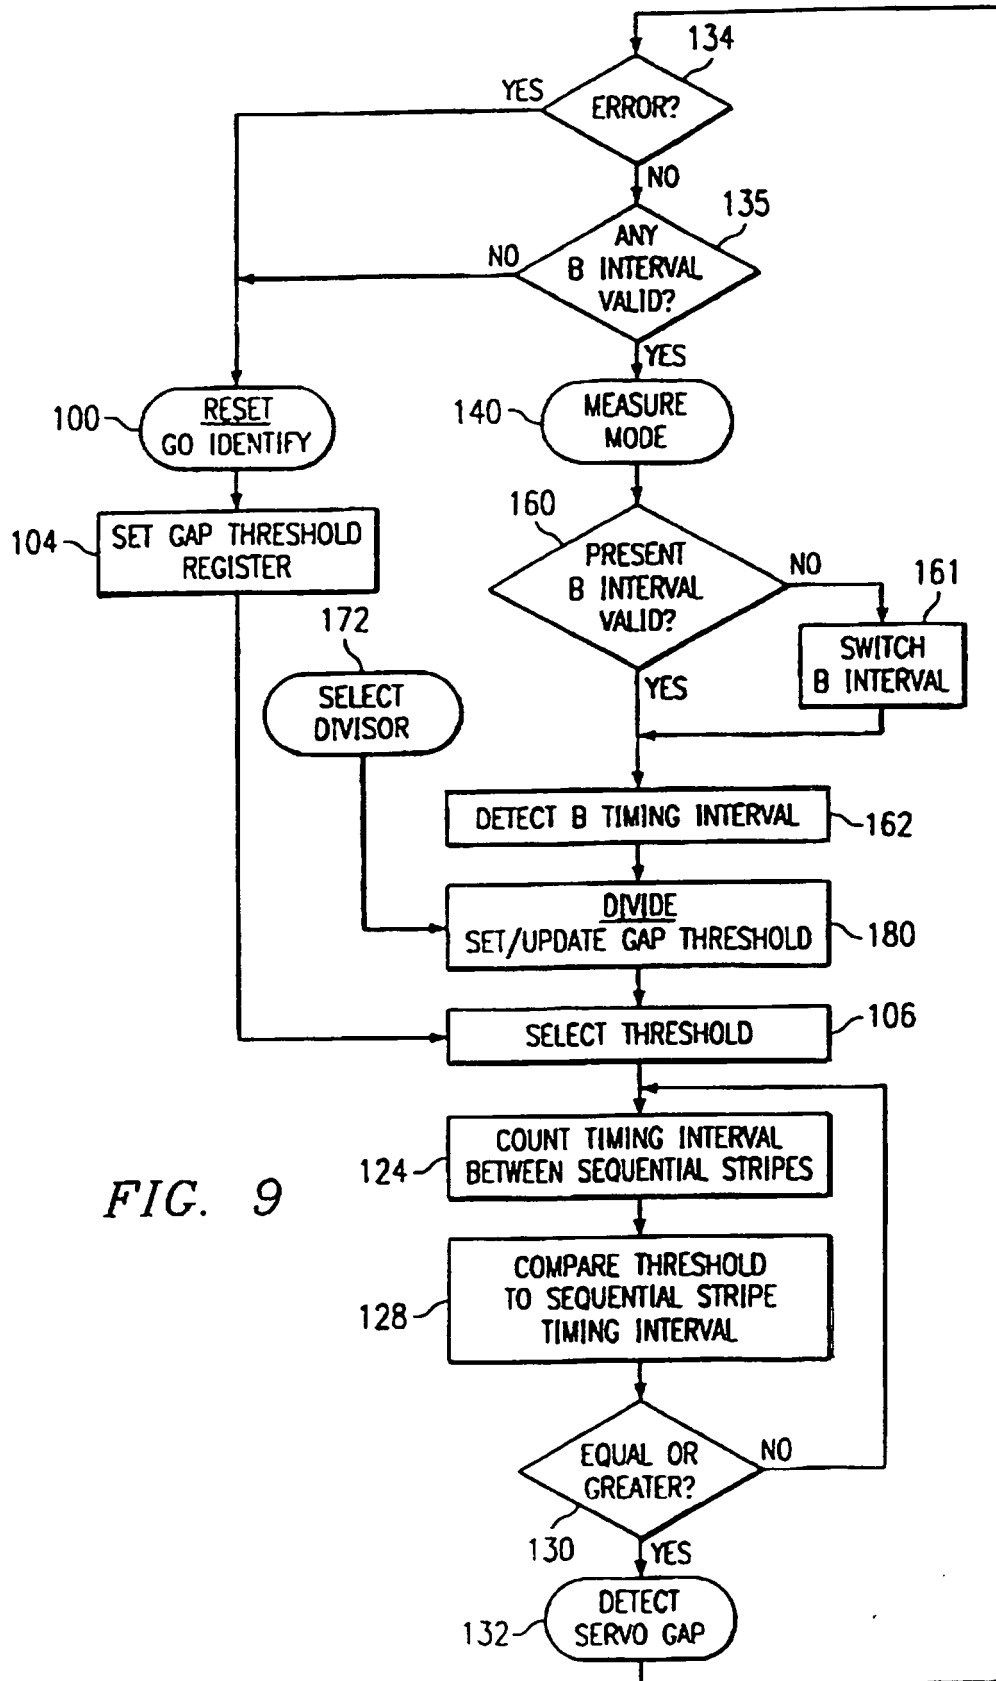 134
YES
ERROR?
NO
135
ANY
B INTERVAL
VALID?
NO
YES
100
RESET
GO IDENTIFY
140
MEASURE
MODE
104
SET GAP THRESHOLD
REGISTER
160
PRESENT
B INTERVAL
VALID?
NO
161
SWITCH
B INTERVAL
YES
172
SELECT
DIVISOR
DETECT B TIMING INTERVAL
162
DIVIDE
SET/UPDATE GAP THRESHOLD
180
SELECT THRESHOLD
106
124
COUNT TIMING INTERVAL
BETWEEN SEQUENTIAL STRIPES
FIG. 9
128
COMPARE THRESHOLD
TO SEQUENTIAL STRIPE
TIMING INTERVAL
EQUAL OR
GREATER?
NO
130
YES
132
DETECT
SERVO GAP